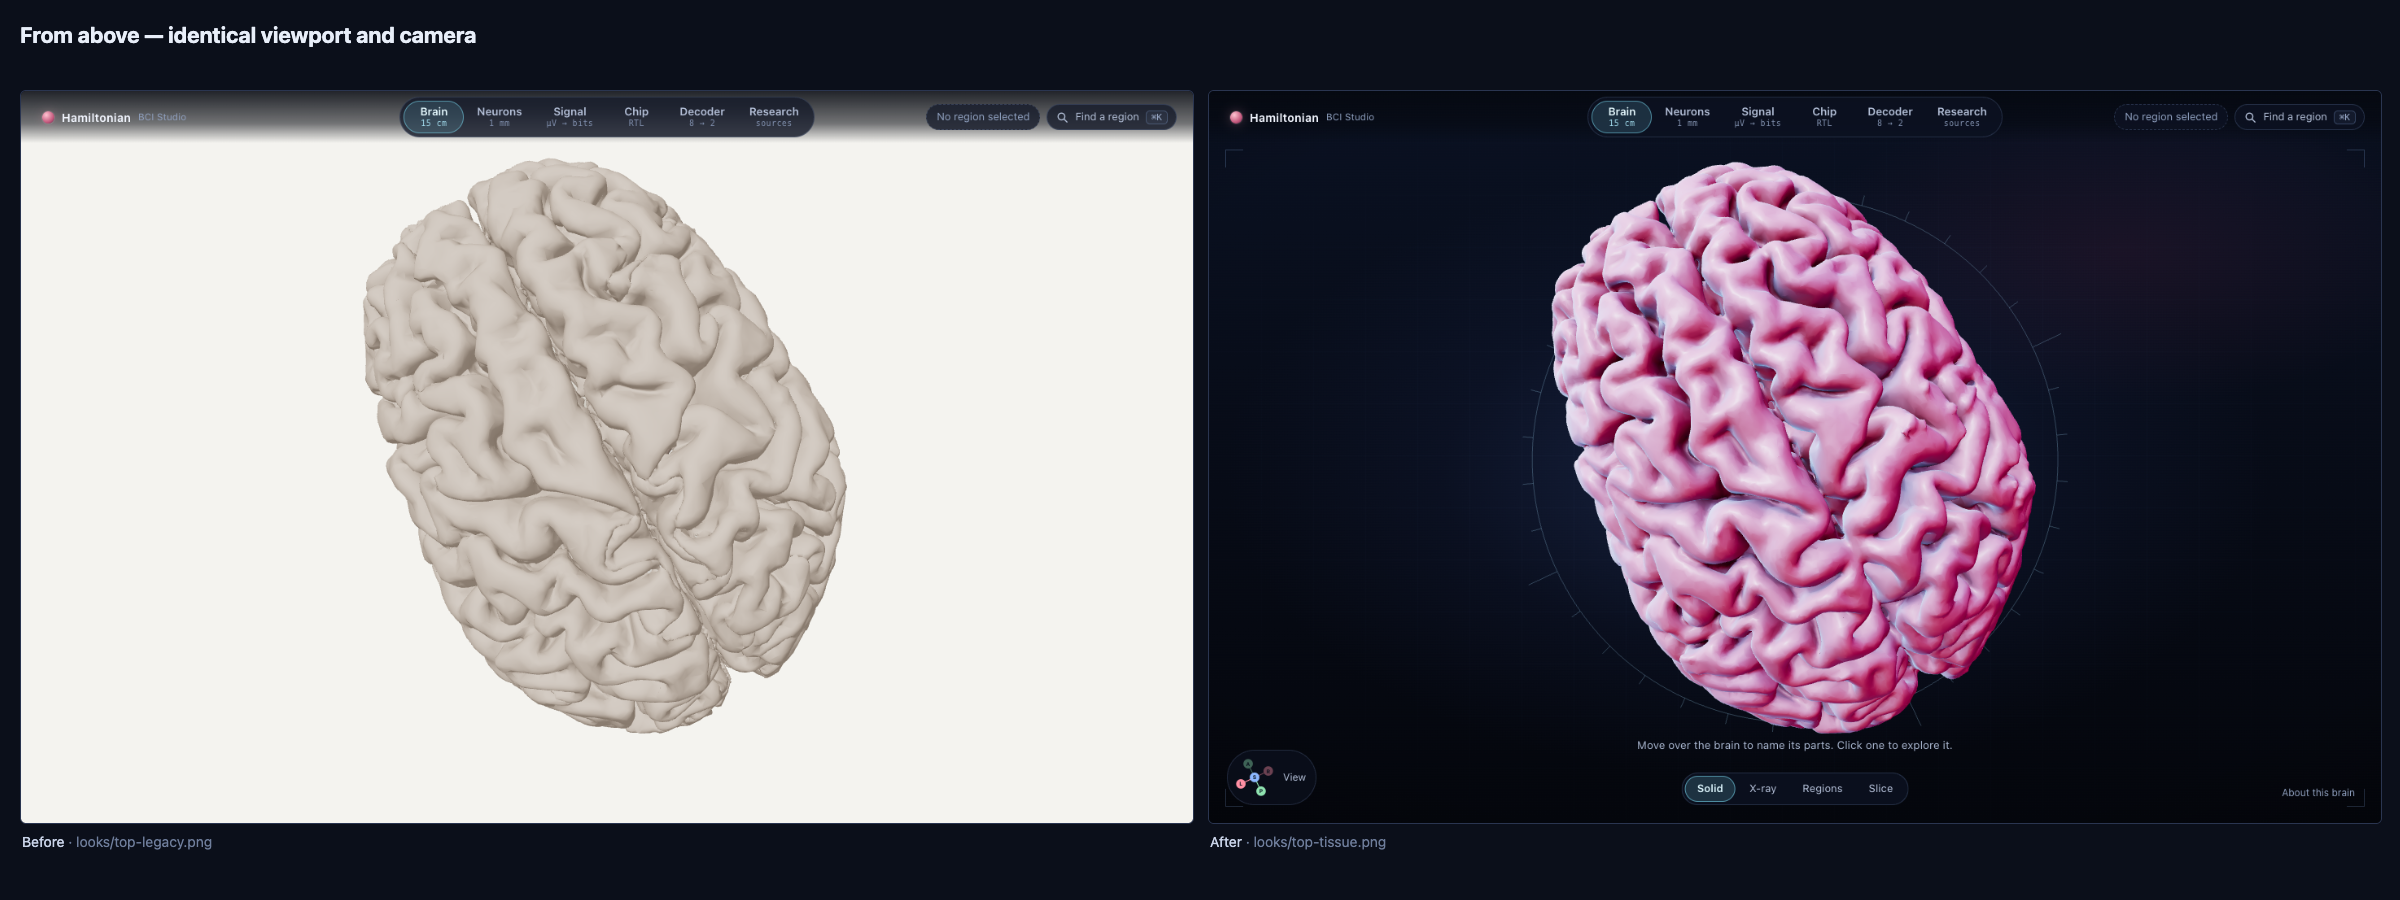 From above — identical viewport and camera
Hamiltonian BCI Studio
Brain Neurons Signal Chip Decoder Research
15 cm 1 mm μV → bits RTL 8 → 2 sources
No region selected
Find a region ⌘K
Hamiltonian BCI Studio
Brain Neurons Signal Chip Decoder Research
15 cm 1 mm μV → bits RTL 8 → 2 sources
No region selected
Find a region ⌘K
Move over the brain to name its parts. Click one to explore it.
View
Solid X-ray Regions Slice
About this brain
Before · looks/top-legacy.png
After · looks/top-tissue.png